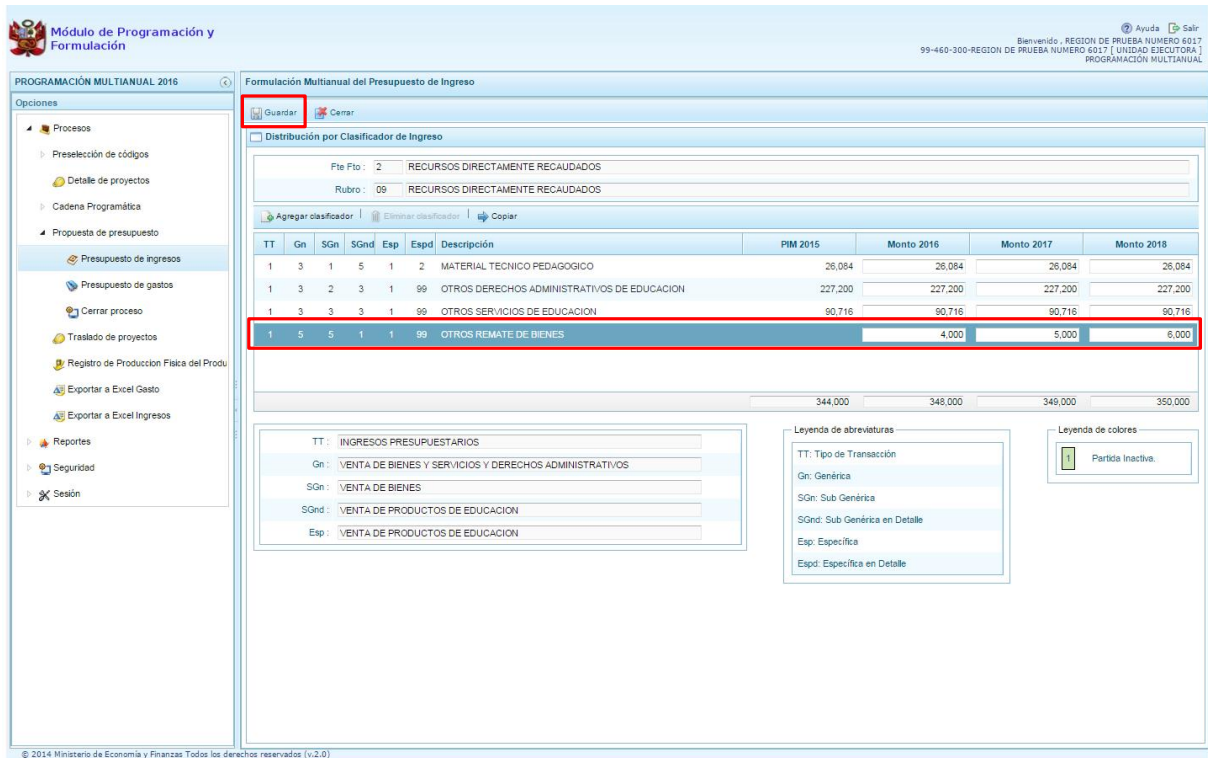 Módulo de Programación y
Formulación
Ayuda Salir
Bienvenido , REGION DE PRUEBA NUMERO 6017
99-460-300-REGION DE PRUEBA NUMERO 6017 [ UNIDAD EJECUTORA ]
PROGRAMACIÓN MULTIANUAL
PROGRAMACIÓN MULTIANUAL 2016
Opciones
Procesos
Preselección de códigos
Detalle de proyectos
Cadena Programática
Propuesta de presupuesto
Presupuesto de ingresos
Presupuesto de gastos
Cerrar proceso
Traslado de proyectos
Registro de Produccion Física del Produ
Exportar a Excel Gasto
Exportar a Excel Ingresos
Reportes
Seguridad
Sesión
Formulación Multianual del Presupuesto de Ingreso
Guardar Cerrar
Distribución por Clasificador de Ingreso
Fte Fto : 2 RECURSOS DIRECTAMENTE RECAUDADOS
Rubro : 09 RECURSOS DIRECTAMENTE RECAUDADOS
Agregar clasificador Eliminar clasificador Copiar
TT Gn SGn SGnd Esp Espd Descripción PIM 2015 Monto 2016 Monto 2017 Monto 2018
1 3 1 5 1 2 MATERIAL TECNICO PEDAGOGICO 26,084 26,084 26,084 26,084
1 3 2 3 1 99 OTROS DERECHOS ADMINISTRATIVOS DE EDUCACION 227,200 227,200 227,200 227,200
1 3 3 3 1 99 OTROS SERVICIOS DE EDUCACION 90,716 90,716 90,716 90,716
1 5 5 1 1 99 OTROS REMATE DE BIENES 4,000 5,000 6,000
344,000 348,000 349,000 350,000
TT : INGRESOS PRESUPUESTARIOS
Gn : VENTA DE BIENES Y SERVICIOS Y DERECHOS ADMINISTRATIVOS
SGn : VENTA DE BIENES
SGnd : VENTA DE PRODUCTOS DE EDUCACION
Esp : VENTA DE PRODUCTOS DE EDUCACION
Leyenda de abreviaturas
TT: Tipo de Transacción
Gn: Genérica
SGn: Sub Genérica
SGnd: Sub Genérica en Detalle
Esp: Específica
Espd: Específica en Detalle
Leyenda de colores
1 Partida Inactiva.
© 2014 Ministerio de Economía y Finanzas Todos los derechos reservados (v.2.0)